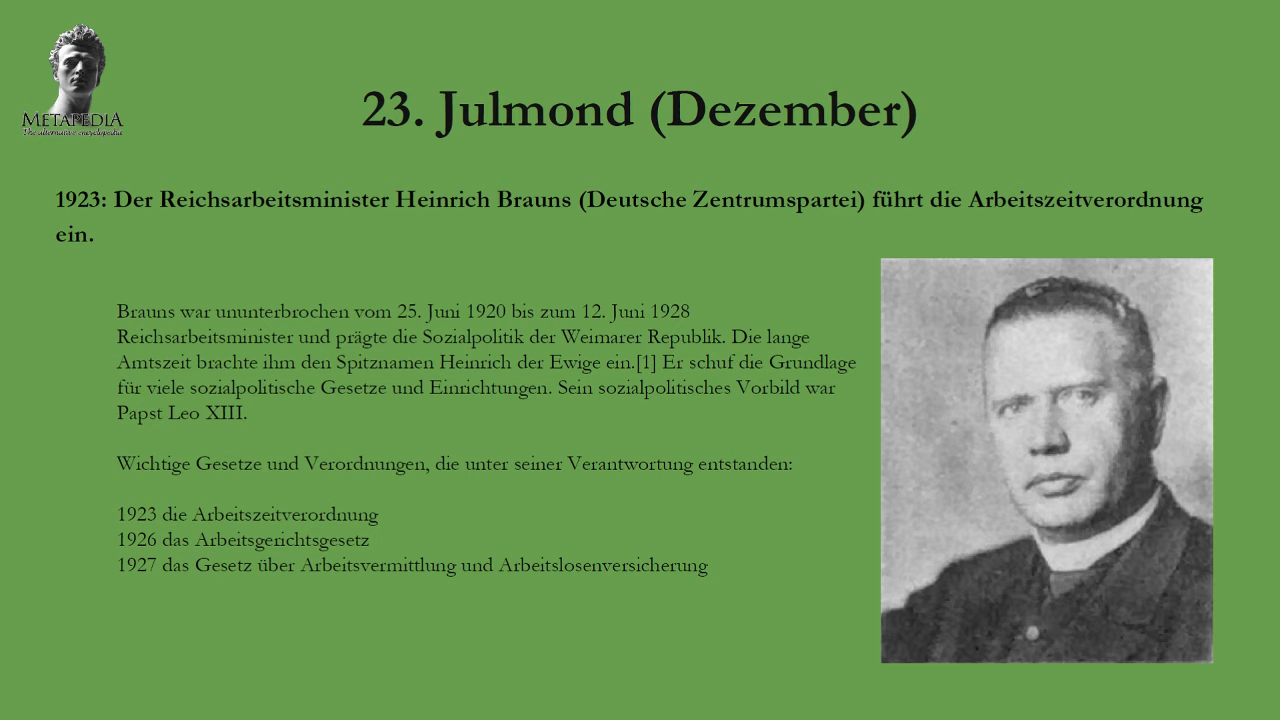 METAPEDIA
The alternative encyclopedia
23. Julmond (Dezember)
1923: Der Reichsarbeitsminister Heinrich Brauns (Deutsche Zentrumspartei) führt die Arbeitszeitverordnung
ein.
Brauns war ununterbrochen vom 25. Juni 1920 bis zum 12. Juni 1928
Reichsarbeitsminister und prägte die Sozialpolitik der Weimarer Republik. Die lange
Amtszeit brachte ihm den Spitznamen Heinrich der Ewige ein.[1] Er schuf die Grundlage
für viele sozialpolitische Gesetze und Einrichtungen. Sein sozialpolitisches Vorbild war
Papst Leo XIII.
Wichtige Gesetze und Verordnungen, die unter seiner Verantwortung entstanden:
1923 die Arbeitszeitverordnung
1926 das Arbeitsgerichtsgesetz
1927 das Gesetz über Arbeitsvermittlung und Arbeitslosenversicherung